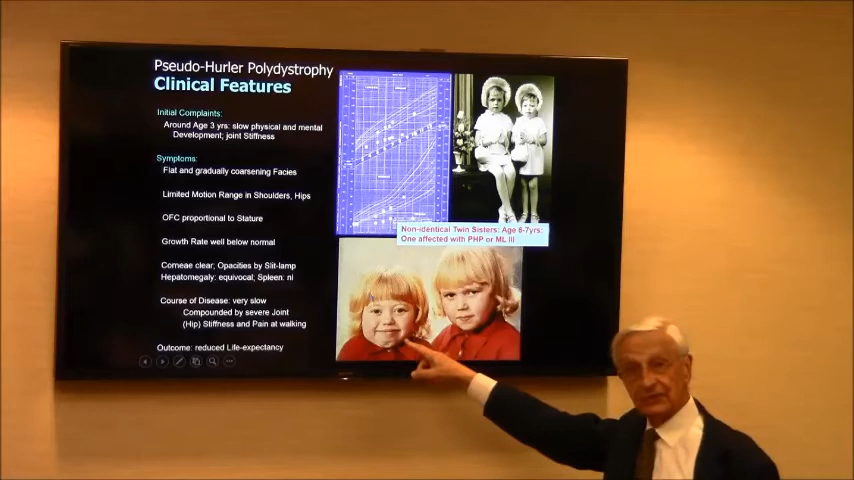 Pseudo-Hurler Polydystrophy
Clinical Features
Initial Complaints:
Around Age 3 yrs: slow physical and mental
Development; joint Stiffness
Symptoms:
Flat and gradually coarsening Facies
Limited Motion Range in Shoulders, Hips
OFC proportional to Stature
Growth Rate well below normal
Corneae clear; Opacities by Slit-lamp
Hepatomegaly: equivocal; Spleen: nl
Course of Disease: very slow
Compounded by severe Joint
(Hip) Stiffness and Pain at walking
Outcome: reduced Life-expectancy
Non-identical Twin Sisters: Age 6-7yrs:
One affected with PHP or ML III